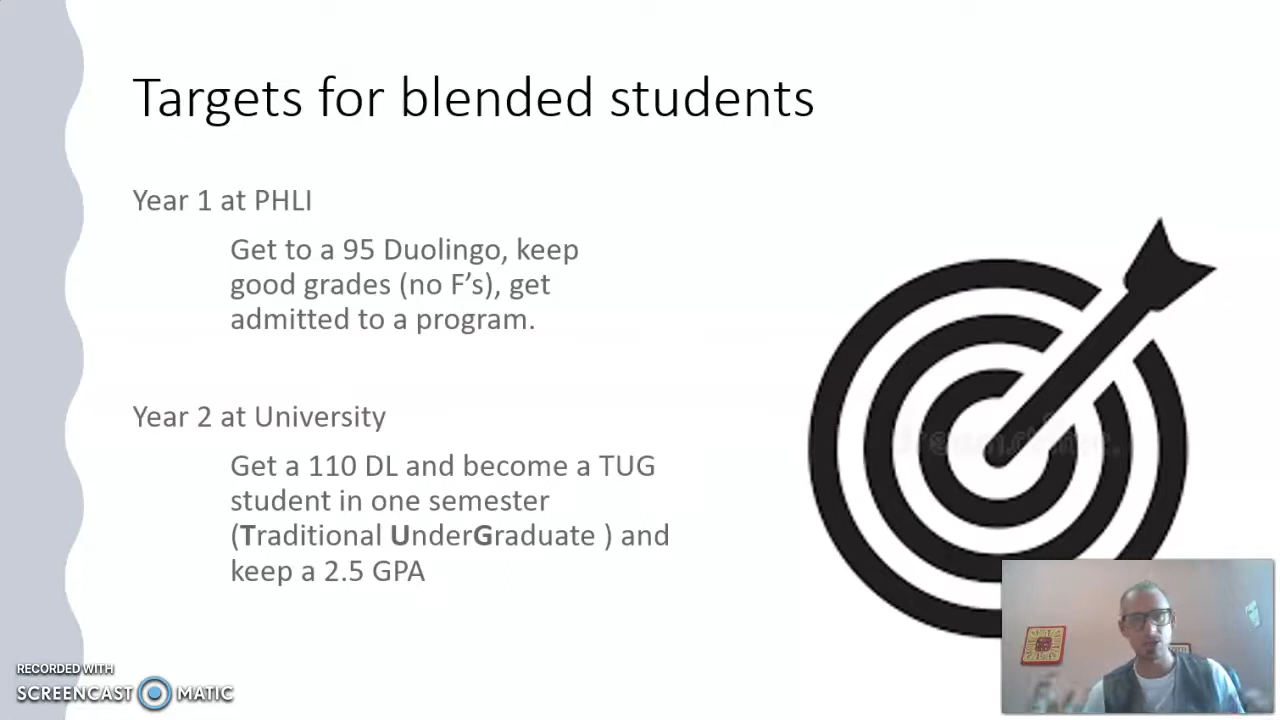 Targets for blended students
Year 1 at PHLI
Get to a 95 Duolingo, keep
good grades (no F’s), get
admitted to a program.
Year 2 at University
Get a 110 DL and become a TUG
student in one semester
(Traditional UnderGraduate ) and
keep a 2.5 GPA
RECORDED WITH
SCREENCAST MATIC